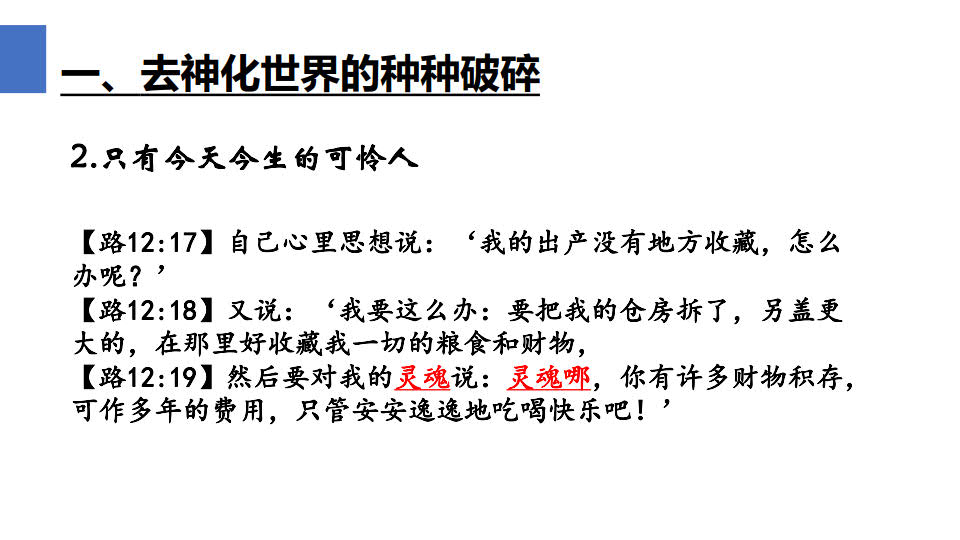 一、去神化世界的种种破碎
2.只有今天今生的可怜人
【路12:17】自己心里思想说：‘我的出产没有地方收藏，怎么
办呢？’
【路12:18】又说：‘我要这么办：要把我的仓房拆了，另盖更
大的，在那里好收藏我一切的粮食和财物，
【路12:19】然后要对我的灵魂说：灵魂哪，你有许多财物积存，
可作多年的费用，只管安安逸逸地吃喝快乐吧！’